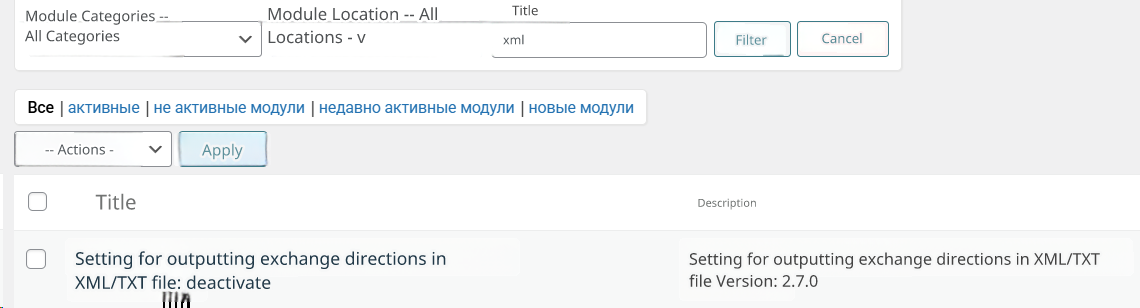 Module Categories --
All Categories
Module Location -- All
Locations - v
Title
xml
Filter
Cancel
Все | активные | не активные модули | недавно активные модули | новые модули
-- Actions -
Apply
Title
Description
Setting for outputting exchange directions in
XML/TXT file: deactivate
Setting for outputting exchange directions in XML/TXT
file Version: 2.7.0